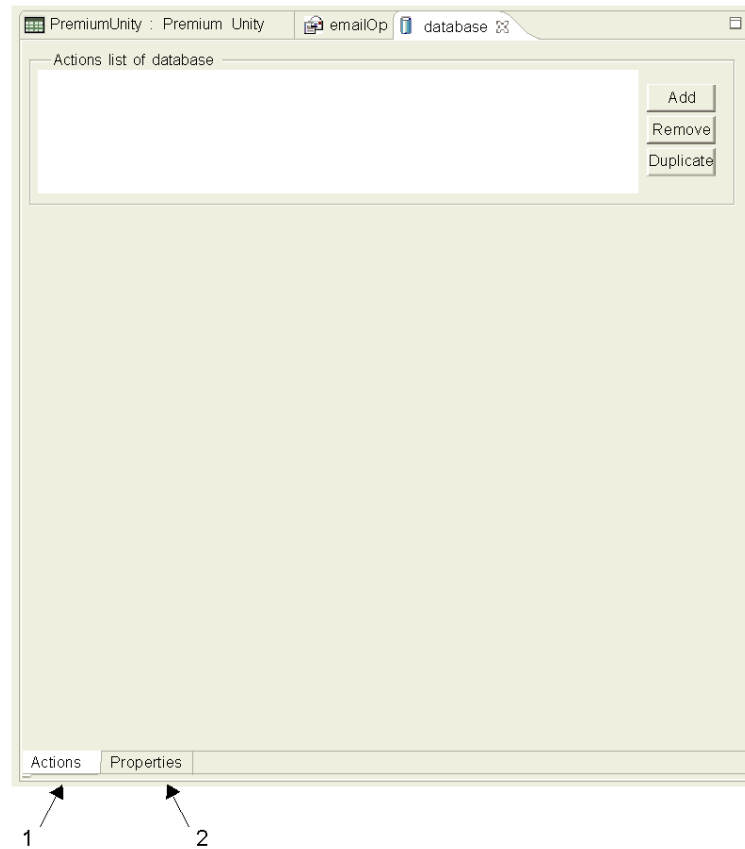 PremiumUnity : Premium Unity emailOp database
Actions list of database
Add
Remove
Duplicate
Actions Properties
1 2